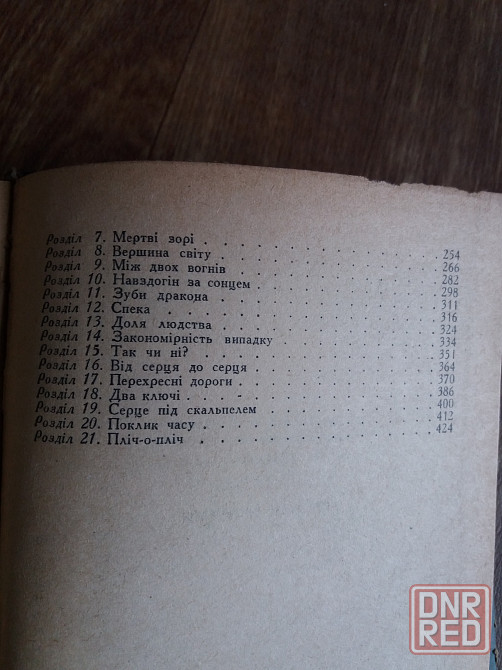 Розділ 7. Мертві зорі . . . . . . . . 254
Розділ 8. Вершина світу . . . . . . . . 266
Розділ 9. Між двох вогнів . . . . . . . . 282
Розділ 10. Навздогін за сонцем . . . . . . . . 298
Розділ 11. Зуби дракона . . . . . . . . 311
Розділ 12. Спека . . . . . . . . 316
Розділ 13. Доля людства . . . . . . . . 324
Розділ 14. Закономірність випадку . . . . . . . . 334
Розділ 15. Так чи ні? . . . . . . . . 351
Розділ 16. Від серця до серця . . . . . . . . 364
Розділ 17. Перехресні дороги . . . . . . . . 370
Розділ 18. Два ключі . . . . . . . . 386
Розділ 19. Серце під скальпелем . . . . . . . . 400
Розділ 20. Поклик часу . . . . . . . . 412
Розділ 21. Пліч-о-пліч . . . . . . . . 424
DNR
RED